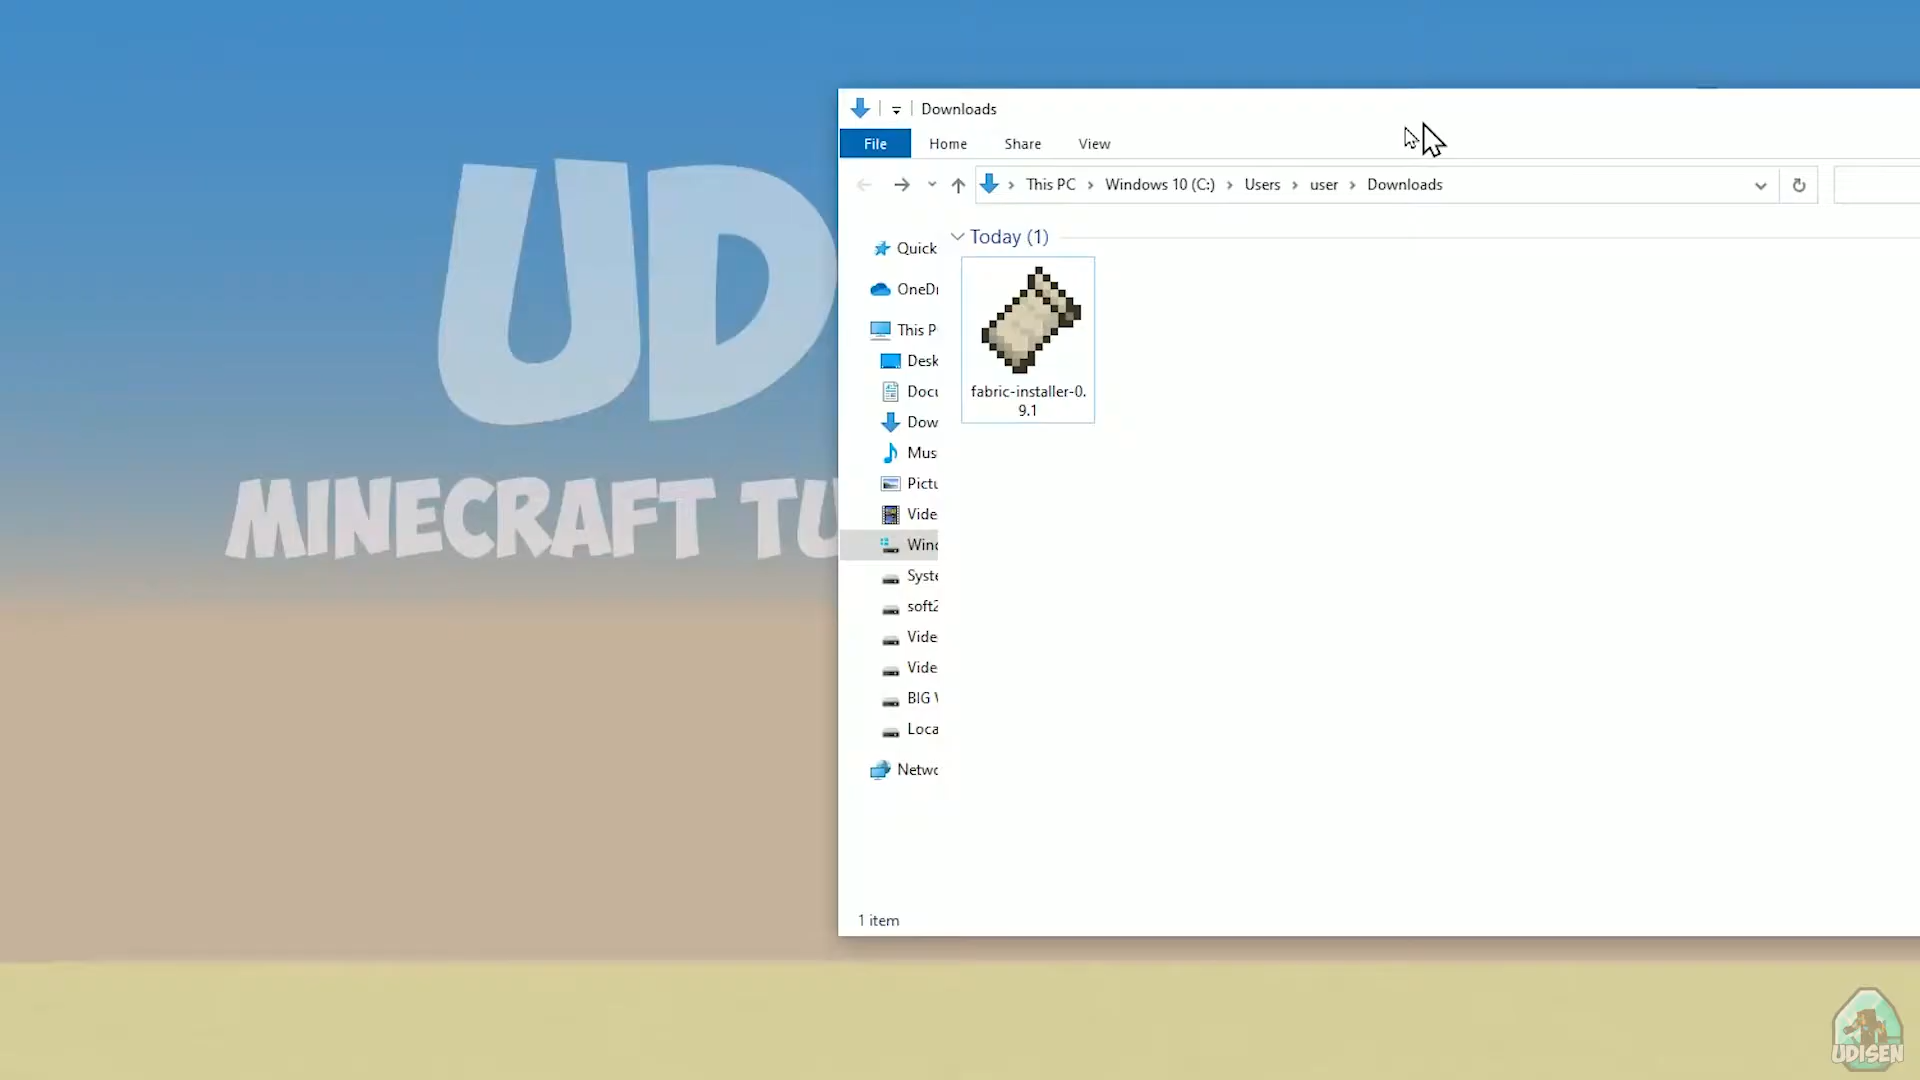 UD
MINECRAFT TU
Downloads
File Home Share View
This PC Windows 10 (C:) Users user Downloads
Quick
OneDr
This P
Desk
Docu
Dow
Mus
Pictu
Vide
Wind
Syste
soft2
Vide
Vide
BIG
Loca
Netwo
Today (1)
fabric-installer-0.
9.1
1 item
UDISEN